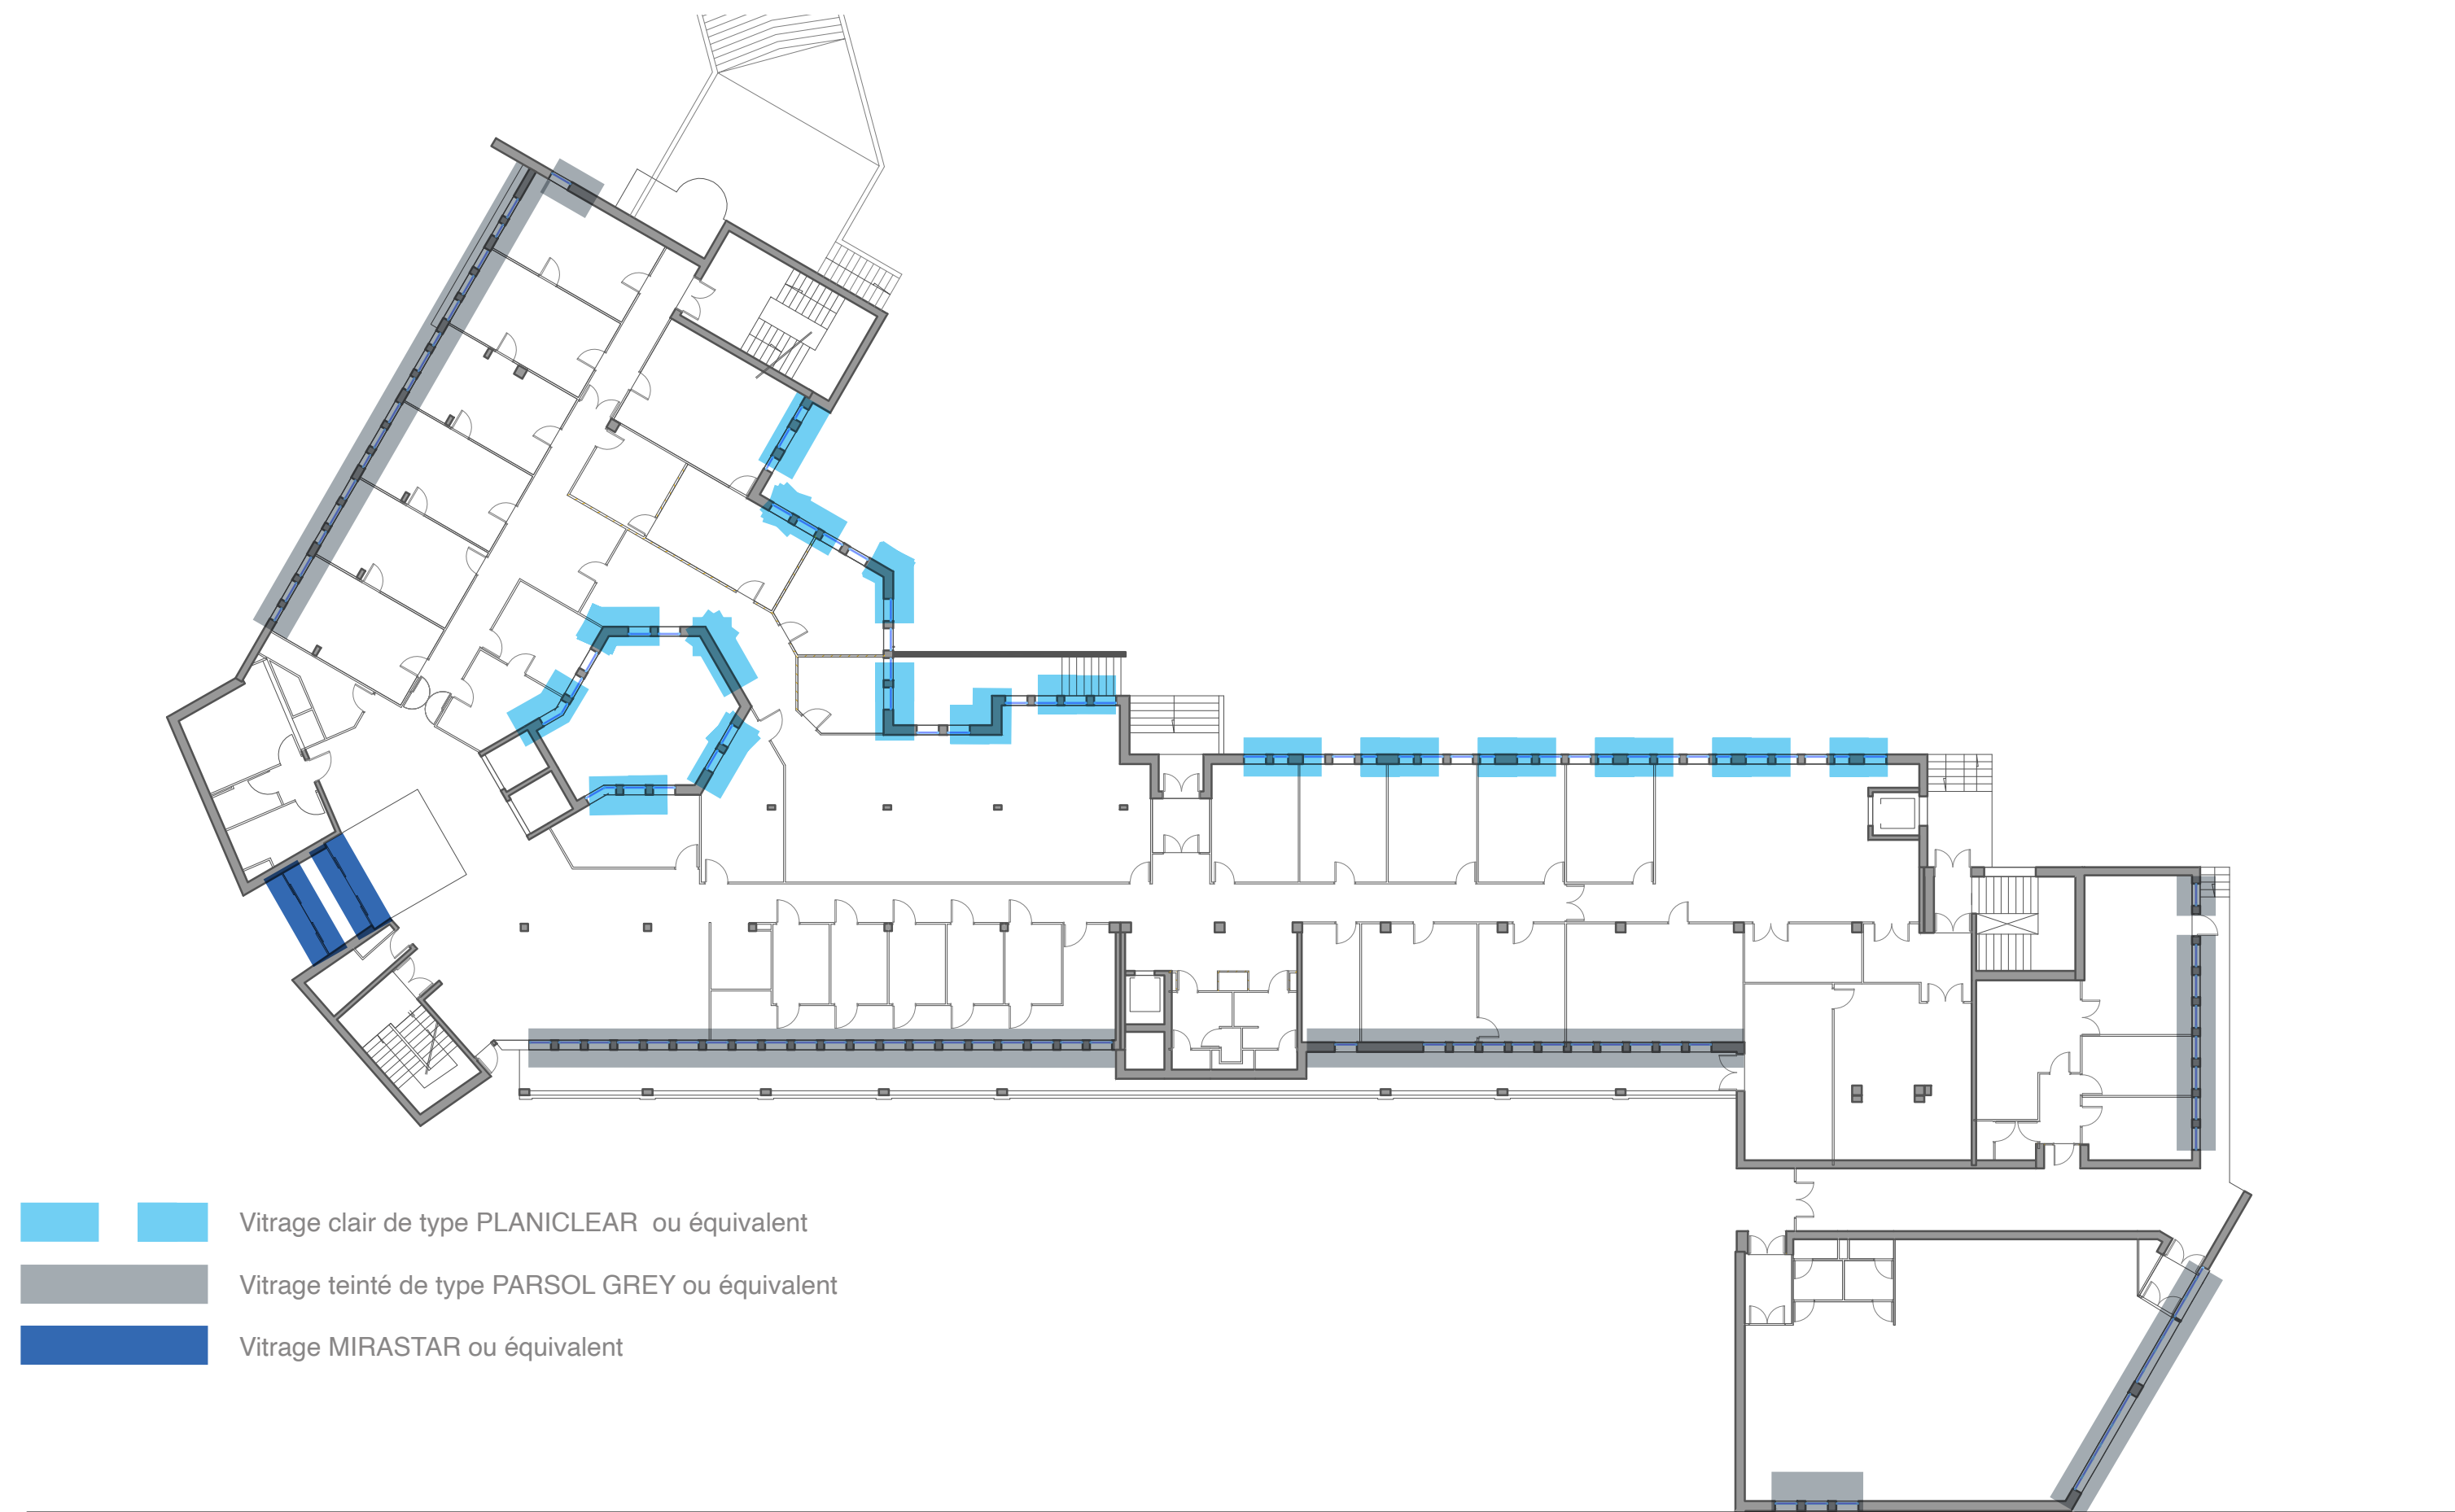 Vitrage clair de type PLANICLEAR  ou équivalent
Vitrage teinté de type PARSOL GREY ou équivalent
Vitrage MIRASTAR ou équivalent